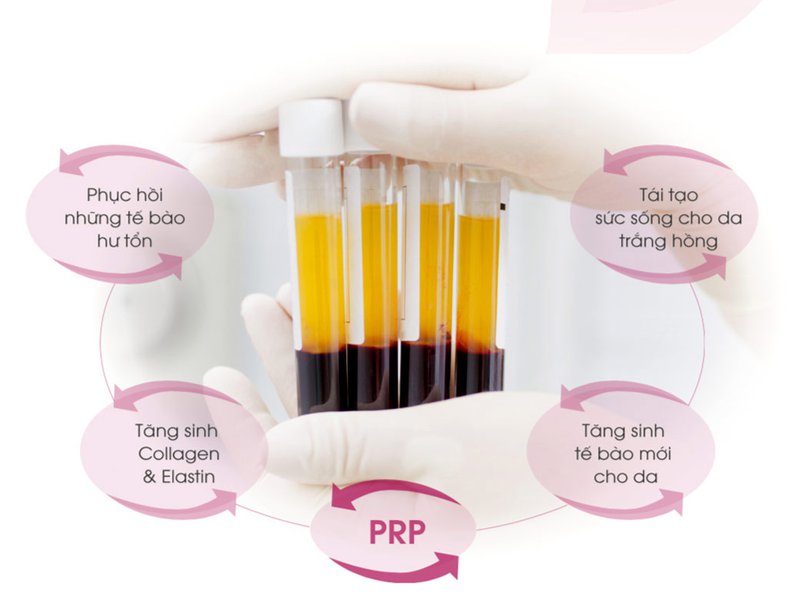 Phục hồi
những tế bào
hư tổn
Tái tạo
sức sống cho da
trắng hồng
Tăng sinh
Collagen
& Elastin
Tăng sinh
tế bào mới
cho da
PRP